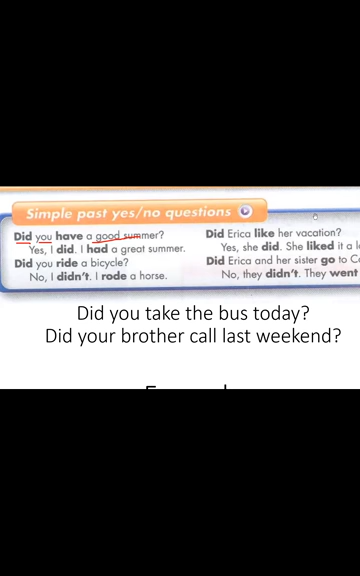 Simple past yes/no questions
Did you have a good summer?
Yes, I did. I had a great summer.
Did you ride a bicycle?
No, I didn't. I rode a horse.
Did Erica like her vacation?
Yes, she did. She liked it a
Did Erica and her sister go to
No, they didn't. They went
Did you take the bus today?
Did your brother call last weekend?